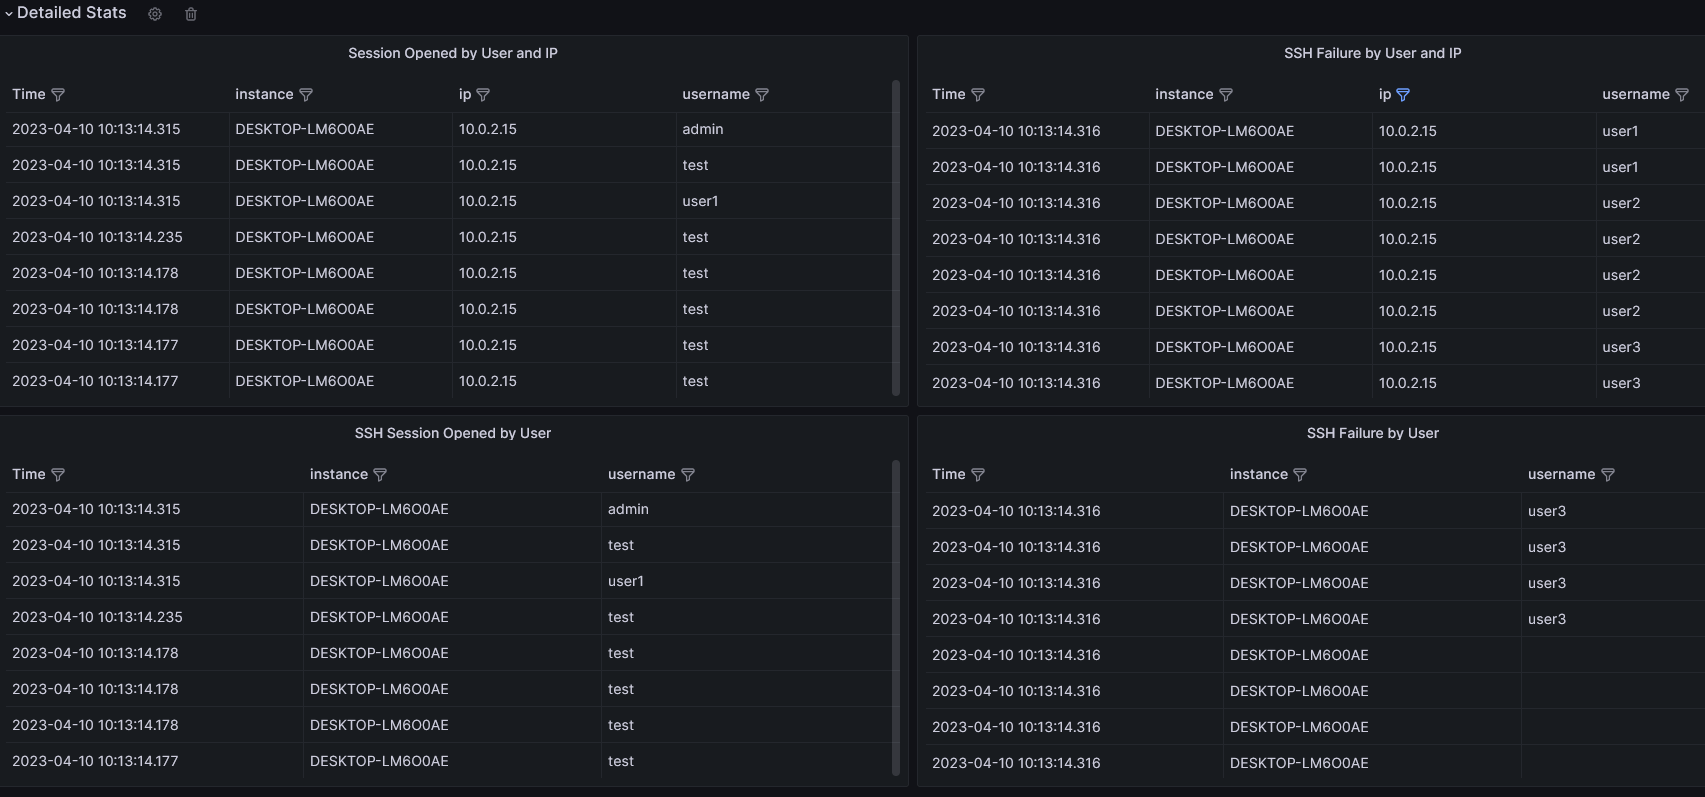 Detailed Stats
Session Opened by User and IP
Time instance ip username
2023-04-10 10:13:14.315 DESKTOP-LM6O0AE 10.0.2.15 admin
2023-04-10 10:13:14.315 DESKTOP-LM6O0AE 10.0.2.15 test
2023-04-10 10:13:14.315 DESKTOP-LM6O0AE 10.0.2.15 user1
2023-04-10 10:13:14.235 DESKTOP-LM6O0AE 10.0.2.15 test
2023-04-10 10:13:14.178 DESKTOP-LM6O0AE 10.0.2.15 test
2023-04-10 10:13:14.178 DESKTOP-LM6O0AE 10.0.2.15 test
2023-04-10 10:13:14.177 DESKTOP-LM6O0AE 10.0.2.15 test
2023-04-10 10:13:14.177 DESKTOP-LM6O0AE 10.0.2.15 test
SSH Failure by User and IP
Time instance ip username
2023-04-10 10:13:14.316 DESKTOP-LM6O0AE 10.0.2.15 user1
2023-04-10 10:13:14.316 DESKTOP-LM6O0AE 10.0.2.15 user1
2023-04-10 10:13:14.316 DESKTOP-LM6O0AE 10.0.2.15 user2
2023-04-10 10:13:14.316 DESKTOP-LM6O0AE 10.0.2.15 user2
2023-04-10 10:13:14.316 DESKTOP-LM6O0AE 10.0.2.15 user2
2023-04-10 10:13:14.316 DESKTOP-LM6O0AE 10.0.2.15 user2
2023-04-10 10:13:14.316 DESKTOP-LM6O0AE 10.0.2.15 user3
2023-04-10 10:13:14.316 DESKTOP-LM6O0AE 10.0.2.15 user3
SSH Session Opened by User
Time instance username
2023-04-10 10:13:14.315 DESKTOP-LM6O0AE admin
2023-04-10 10:13:14.315 DESKTOP-LM6O0AE test
2023-04-10 10:13:14.315 DESKTOP-LM6O0AE user1
2023-04-10 10:13:14.235 DESKTOP-LM6O0AE test
2023-04-10 10:13:14.178 DESKTOP-LM6O0AE test
2023-04-10 10:13:14.178 DESKTOP-LM6O0AE test
2023-04-10 10:13:14.178 DESKTOP-LM6O0AE test
2023-04-10 10:13:14.177 DESKTOP-LM6O0AE test
SSH Failure by User
Time instance username
2023-04-10 10:13:14.316 DESKTOP-LM6O0AE user3
2023-04-10 10:13:14.316 DESKTOP-LM6O0AE user3
2023-04-10 10:13:14.316 DESKTOP-LM6O0AE user3
2023-04-10 10:13:14.316 DESKTOP-LM6O0AE user3
2023-04-10 10:13:14.316 DESKTOP-LM6O0AE
2023-04-10 10:13:14.316 DESKTOP-LM6O0AE
2023-04-10 10:13:14.316 DESKTOP-LM6O0AE
2023-04-10 10:13:14.316 DESKTOP-LM6O0AE